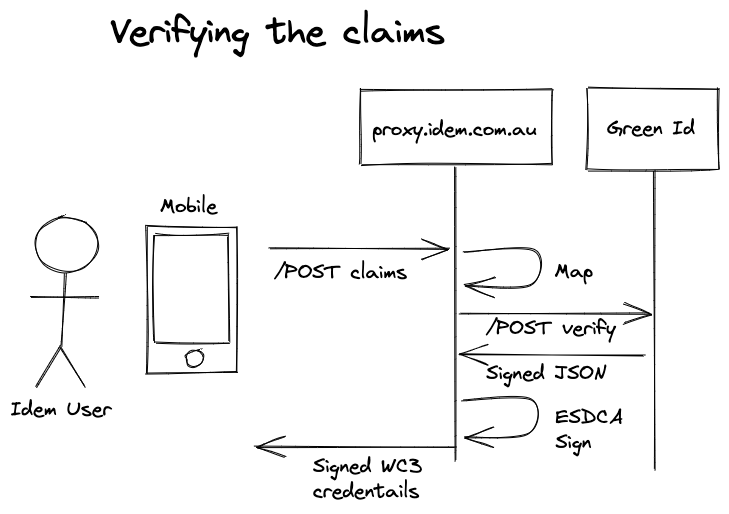 Verifying the claims
proxy.idem.com.au
Green Id
Mobile
/POST claims
Map
/POST verify
Signed JSON
Idem User
ESDCA
Sign
Signed WC3
credentails